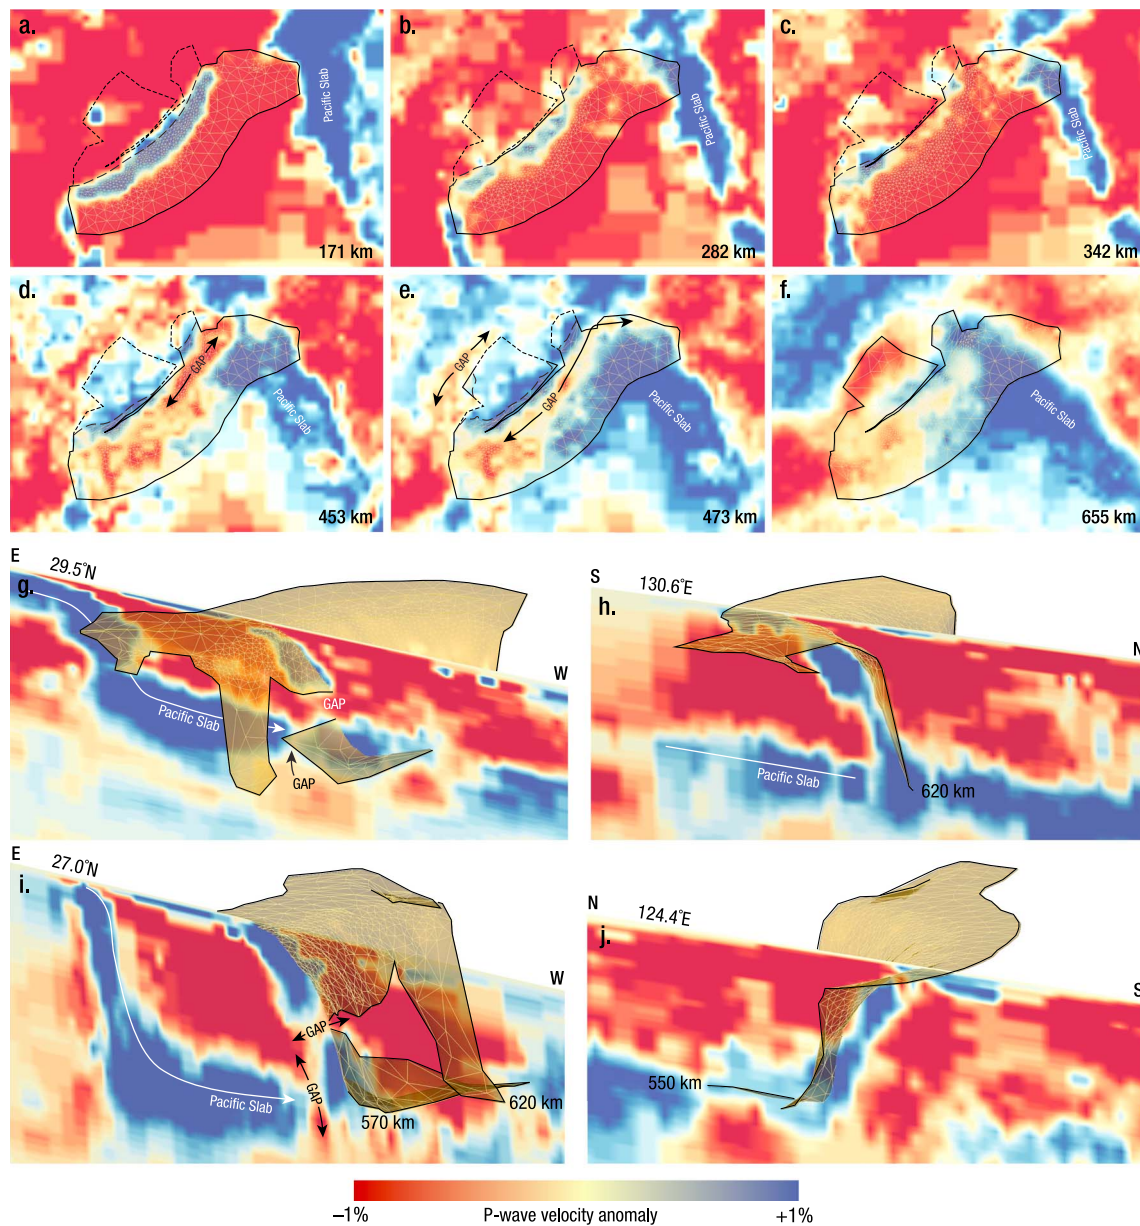 a.
Pacific Slab
171 km
b.
Pacific Slab
282 km
c.
Pacific Slab
342 km
d.
GAP
Pacific Slab
453 km
e.
GAP
GAP
Pacific Slab
473 km
f.
Pacific Slab
655 km
E
29.5°N
g.
W
Pacific Slab
GAP
GAP
S
130.6°E
h.
N
Pacific Slab
620 km
E
27.0°N
i.
W
GAP
GAP
Pacific Slab
620 km
570 km
N
124.4°E
j.
S
550 km
−1%
P-wave velocity anomaly
+1%